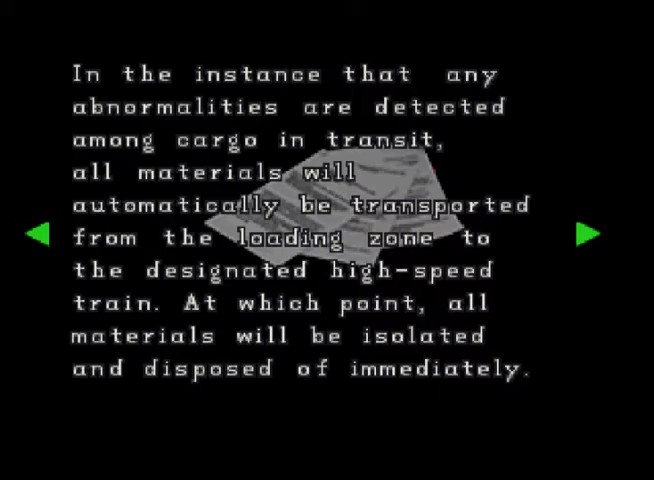 In the instance that any
abnormalities are detected
among cargo in transit,
all materials will
automatically be transported
from the loading zone to
the designated high-speed
train. At which point, all
materials will be isolated
and disposed of immediately.